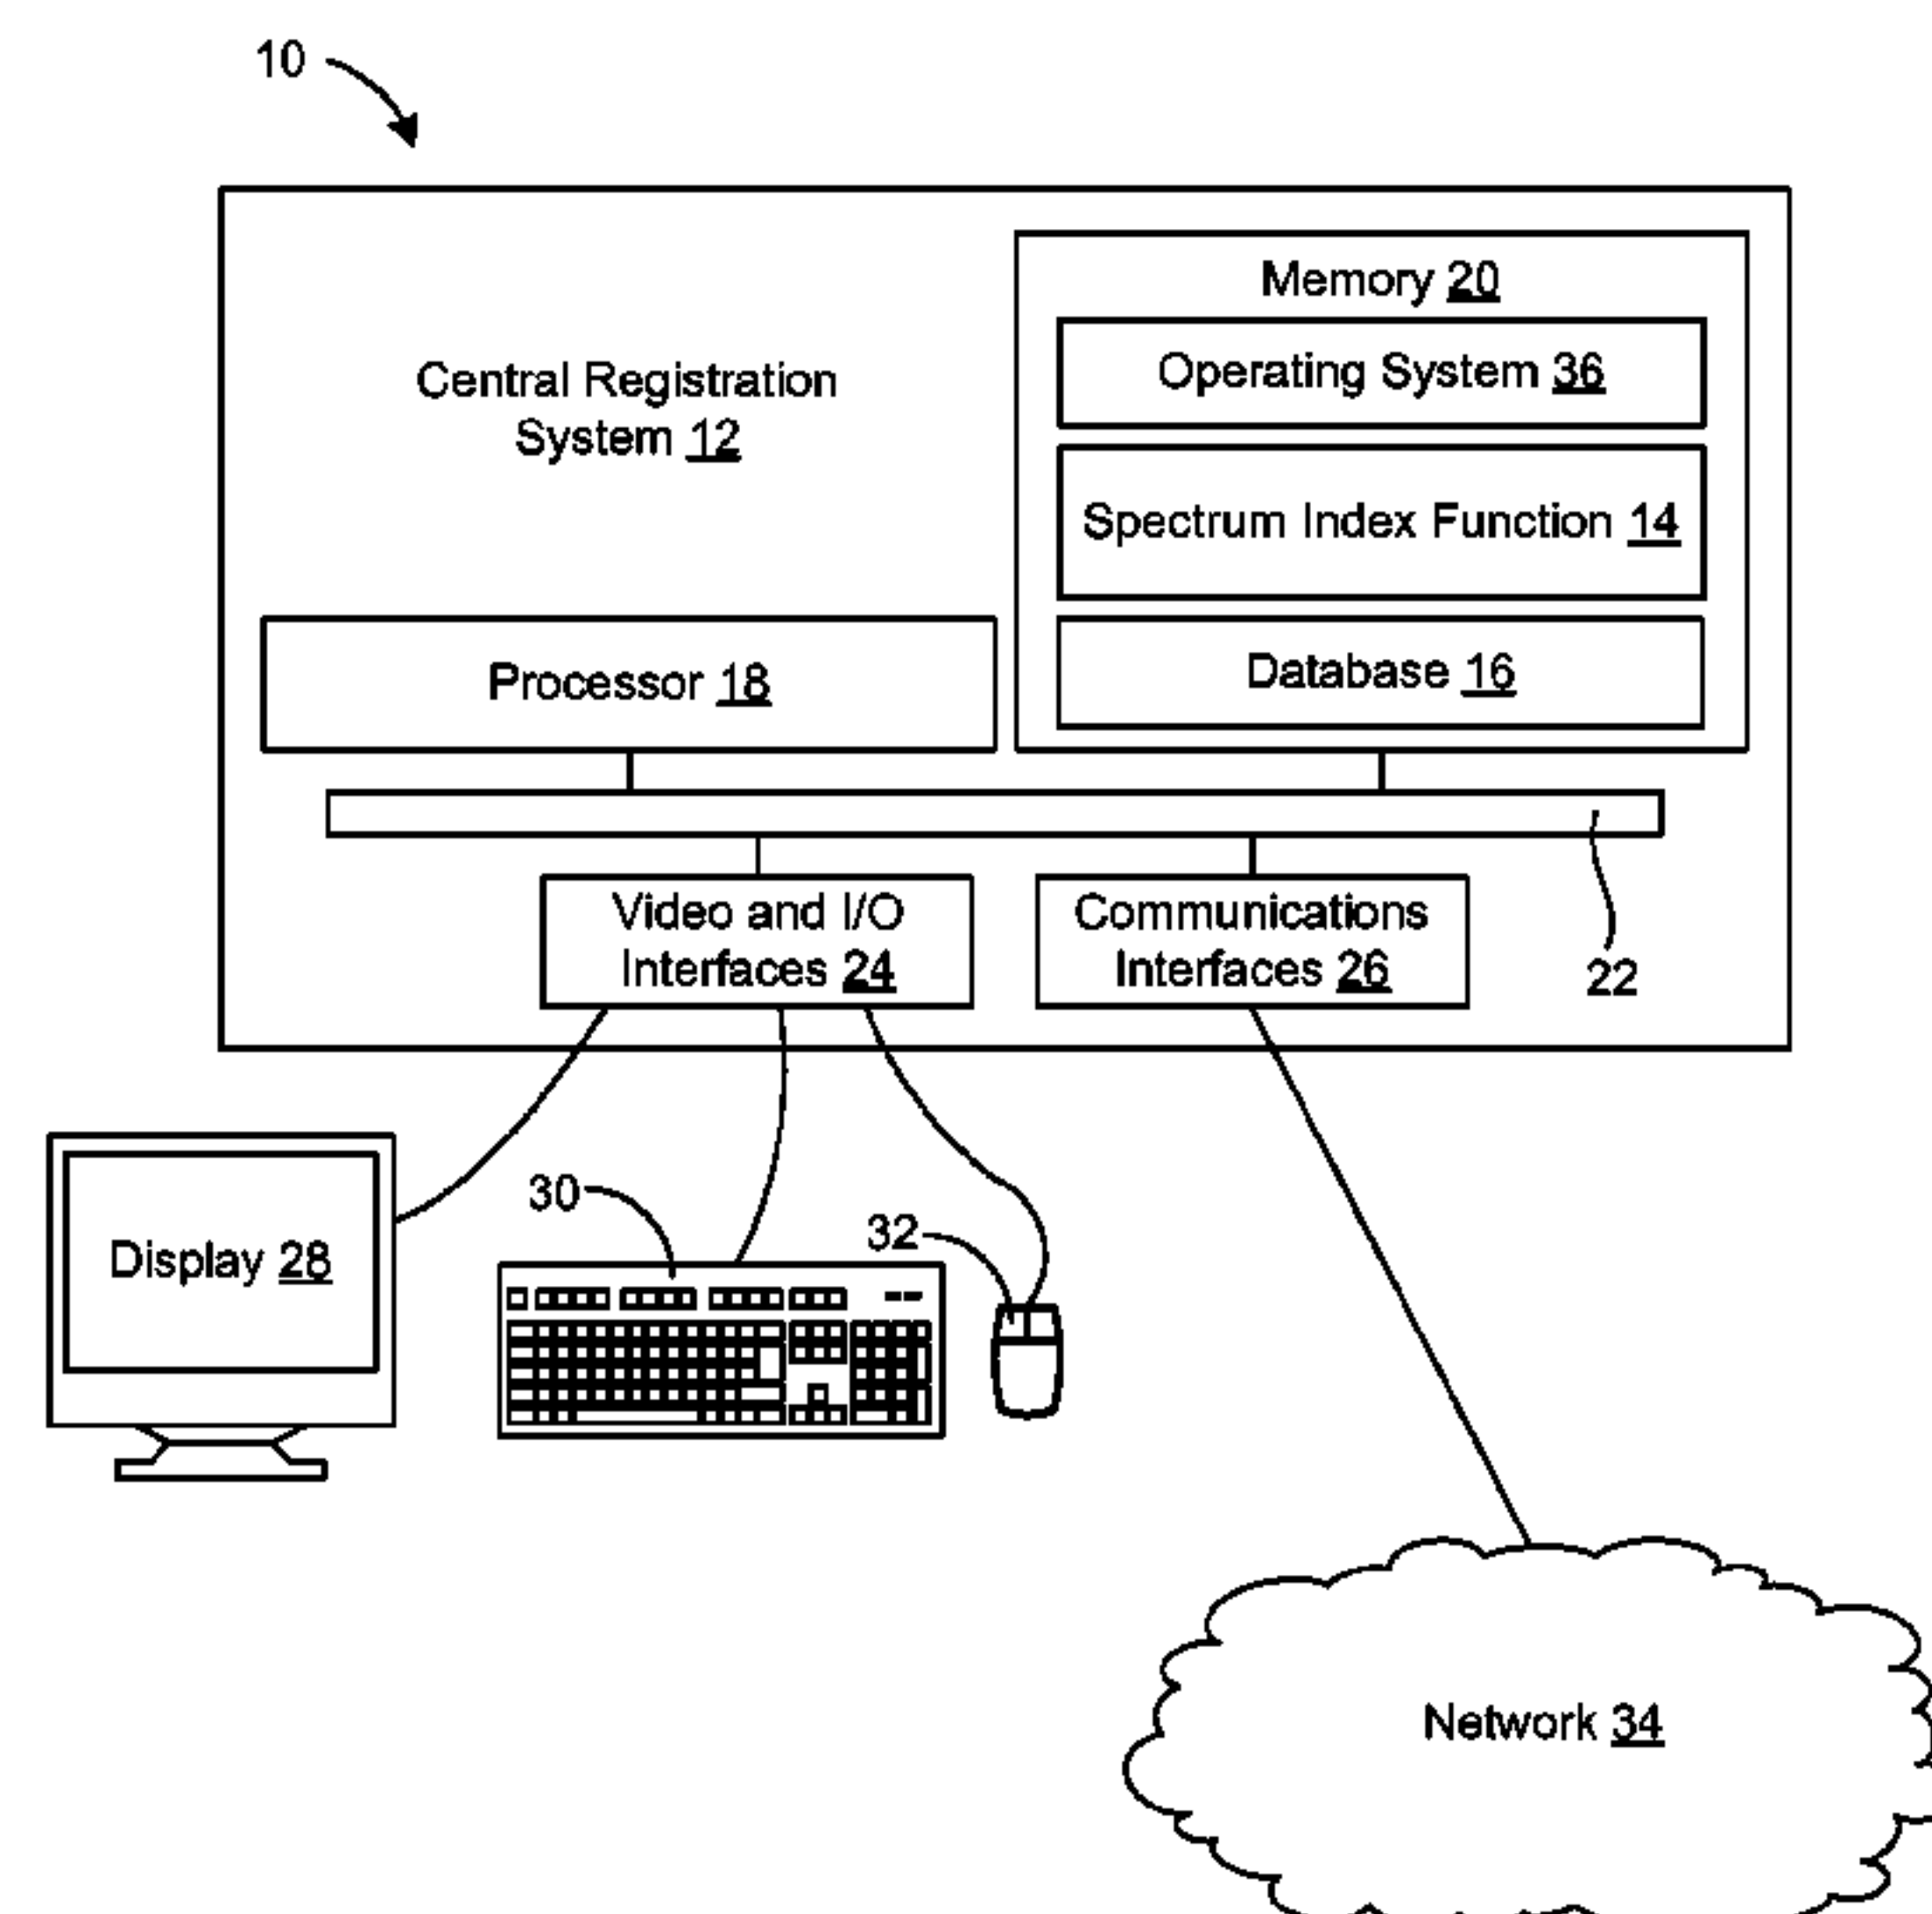 10
Memory 20
Operating System 36
Central Registration
System 12
Spectrum Index Function 14
Processor 18
Database 16
Video and I/O
Interfaces 24
Communications
Interfaces 26
22
30
32
Display 28
Network 34